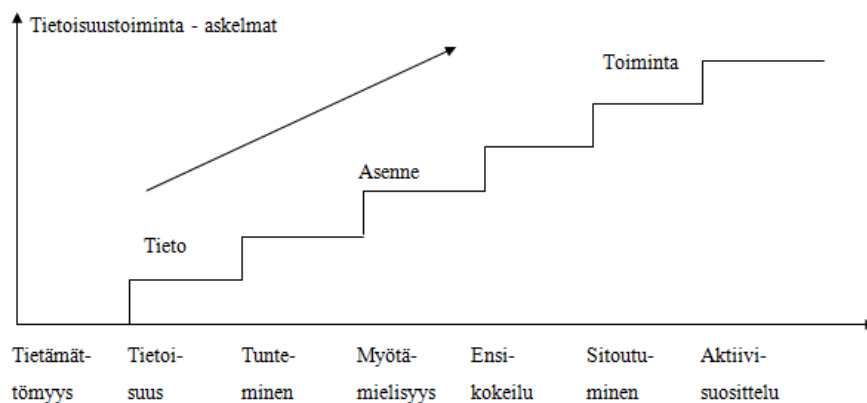 Tietoisuustoiminta - askelmat
Toiminta
Asenne
Tieto
Tietämät- Tietoi- Tunte- Myötä- Ensi- Sitoutu- Aktiivi-
tömyys suus minen mielisyys kokeilu minen suosittelu